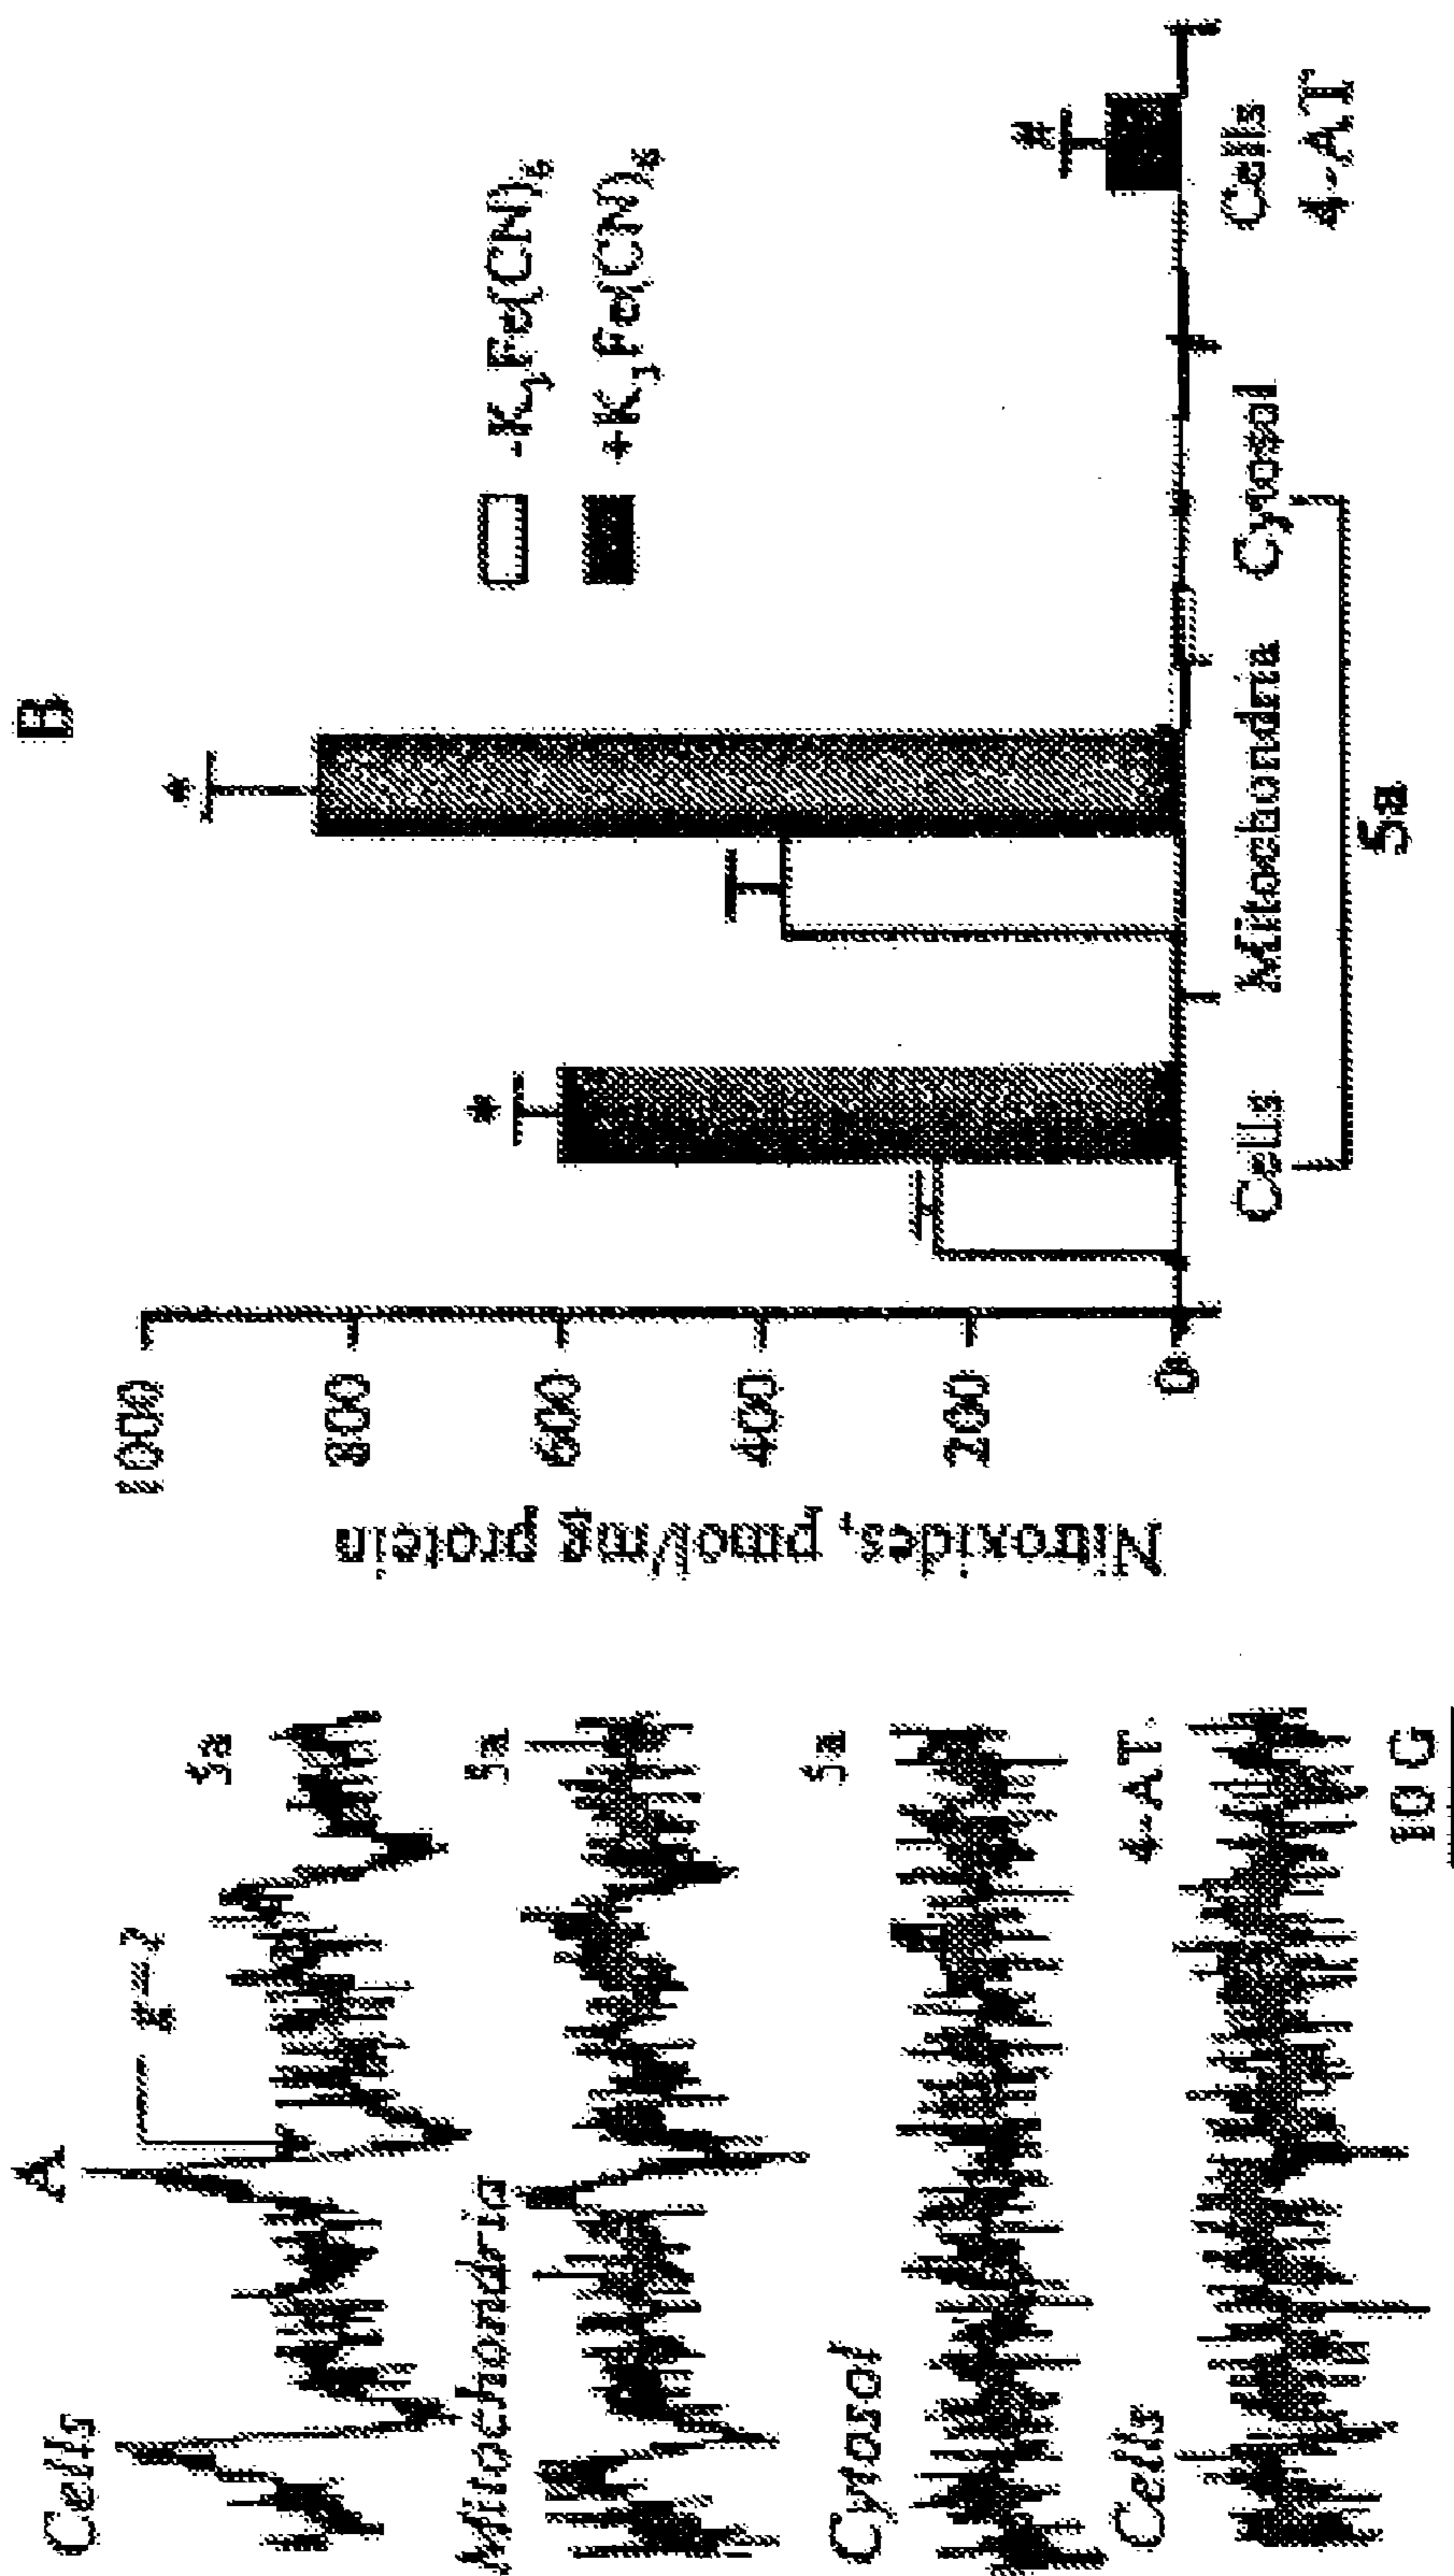 A
Cells
5a
g=2
Mitochondria
5a
Cytosol
5a
Cells
4-AT
10 G
B
Nitroxides, pmol/mg protein
1000
800
600
400
200
0
-K3Fe(CN)6
+K3Fe(CN)6
*
*
#
Cells
Mitochondria
Cytosol
Cells
4-AT
5a